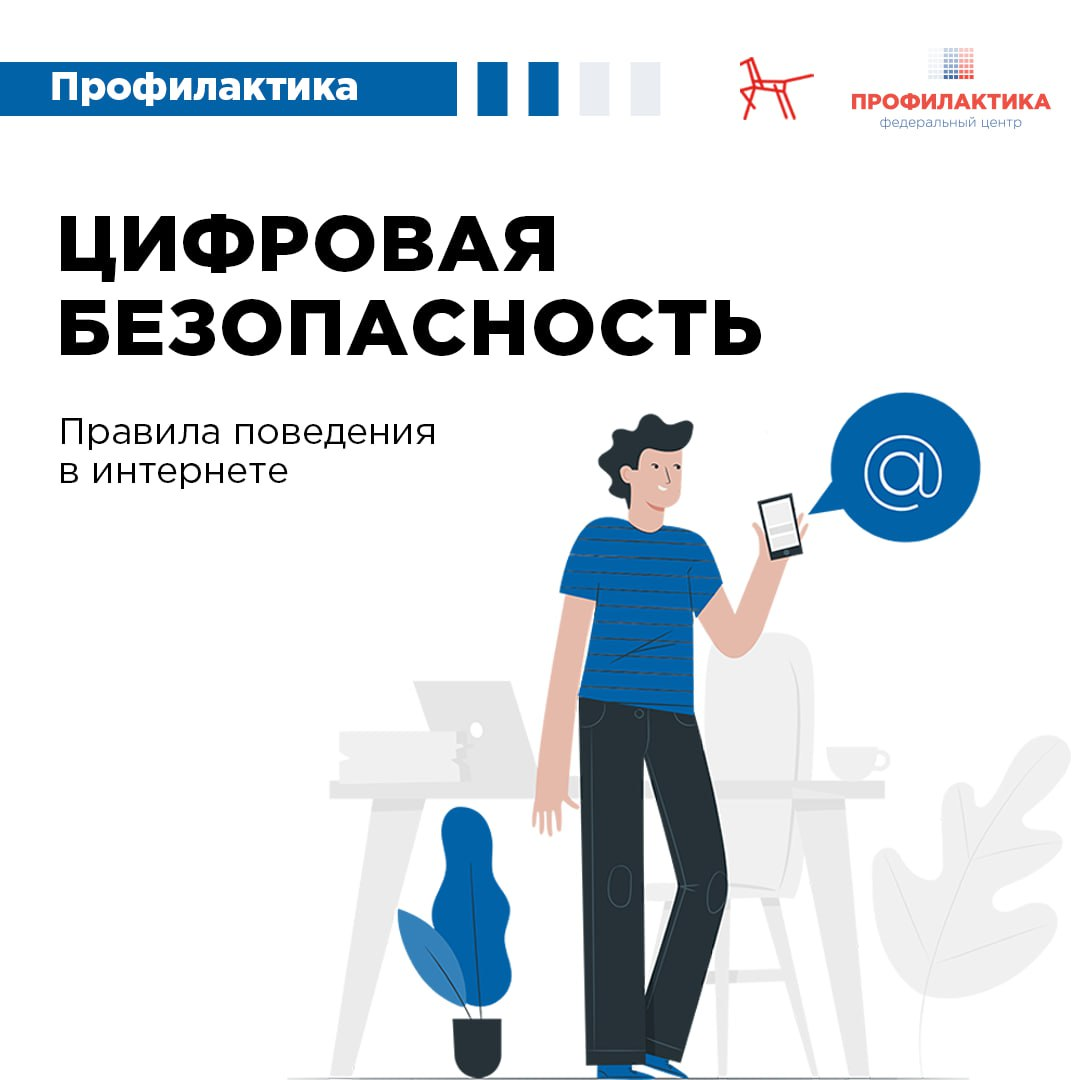 Профилактика
ПРОФИЛАКТИКА
федеральный центр
ЦИФРОВАЯ
БЕЗОПАСНОСТЬ
Правила поведения
в интернете
@